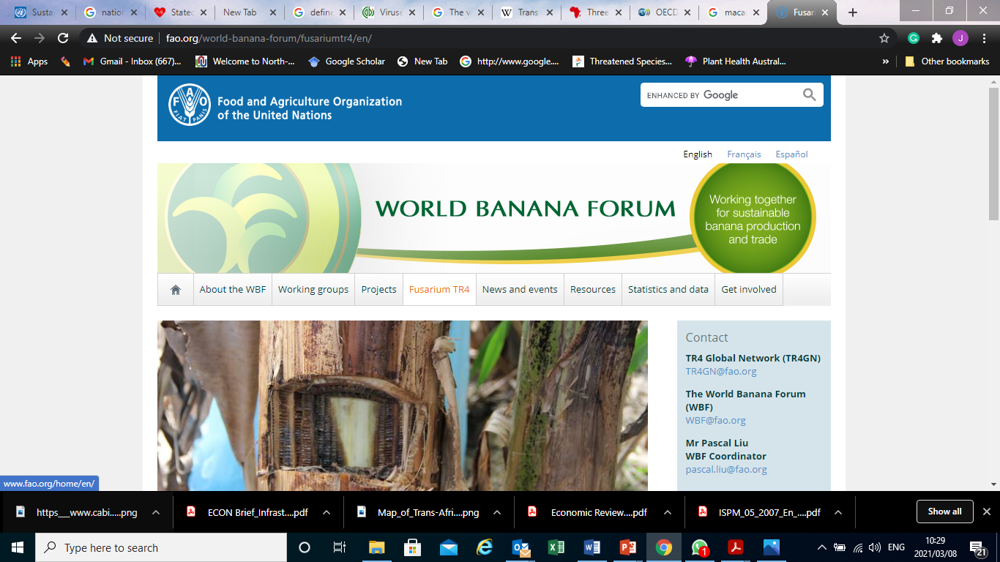 Susta
nation
Stated
New Tab
define
Viruse
The v
Trans
Three
OECD
maca
Fusari
Not secure
fao.org/world-banana-forum/fusariumtr4/en/
J
Apps
Gmail - Inbox (667)...
Welcome to North-...
Google Scholar
New Tab
http://www.google....
Threatened Species...
Plant Health Austral...
»
Other bookmarks
FAO
FIAT PANIS
Food and Agriculture Organization
of the United Nations
ENHANCED BY Google
English Français Español
WORLD BANANA FORUM
Working together
for sustainable
banana production
and trade
About the WBF
Working groups
Projects
Fusarium TR4
News and events
Resources
Statistics and data
Get involved
Contact
TR4 Global Network (TR4GN)
TR4GN@fao.org
The World Banana Forum
(WBF)
WBF@fao.org
Mr Pascal Liu
WBF Coordinator
pascal.liu@fao.org
www.fao.org/home/en/
https___www.cabi.....png
ECON Brief_Infrast....pdf
Map_of_Trans-Afri....png
Economic Review....pdf
ISPM_05_2007_En_....pdf
Show all
Type here to search
1
ENG
10:29
2021/03/08
21